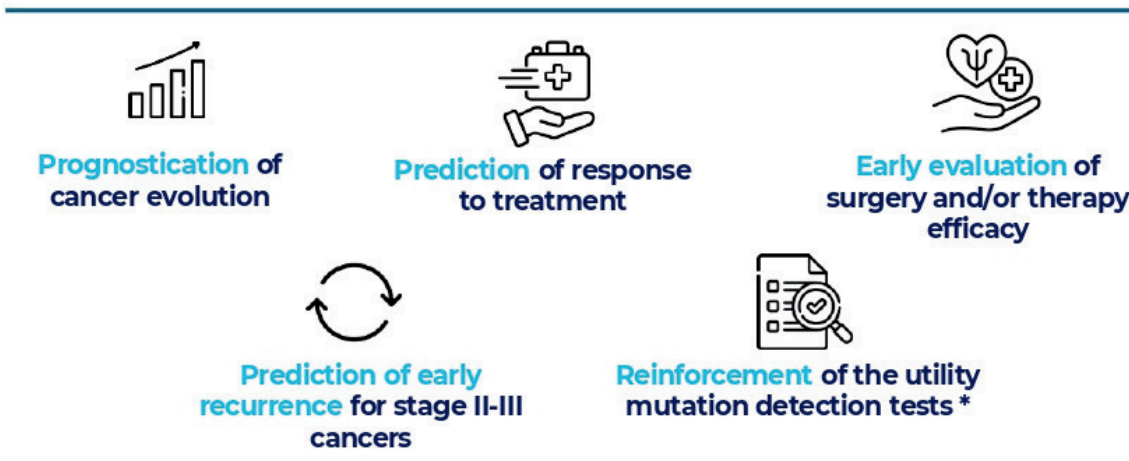 Prognostication of
cancer evolution
Prediction of response
to treatment
Early evaluation of
surgery and/or therapy
efficacy
Prediction of early
recurrence for stage II-III
cancers
Reinforcement of the utility
mutation detection tests *